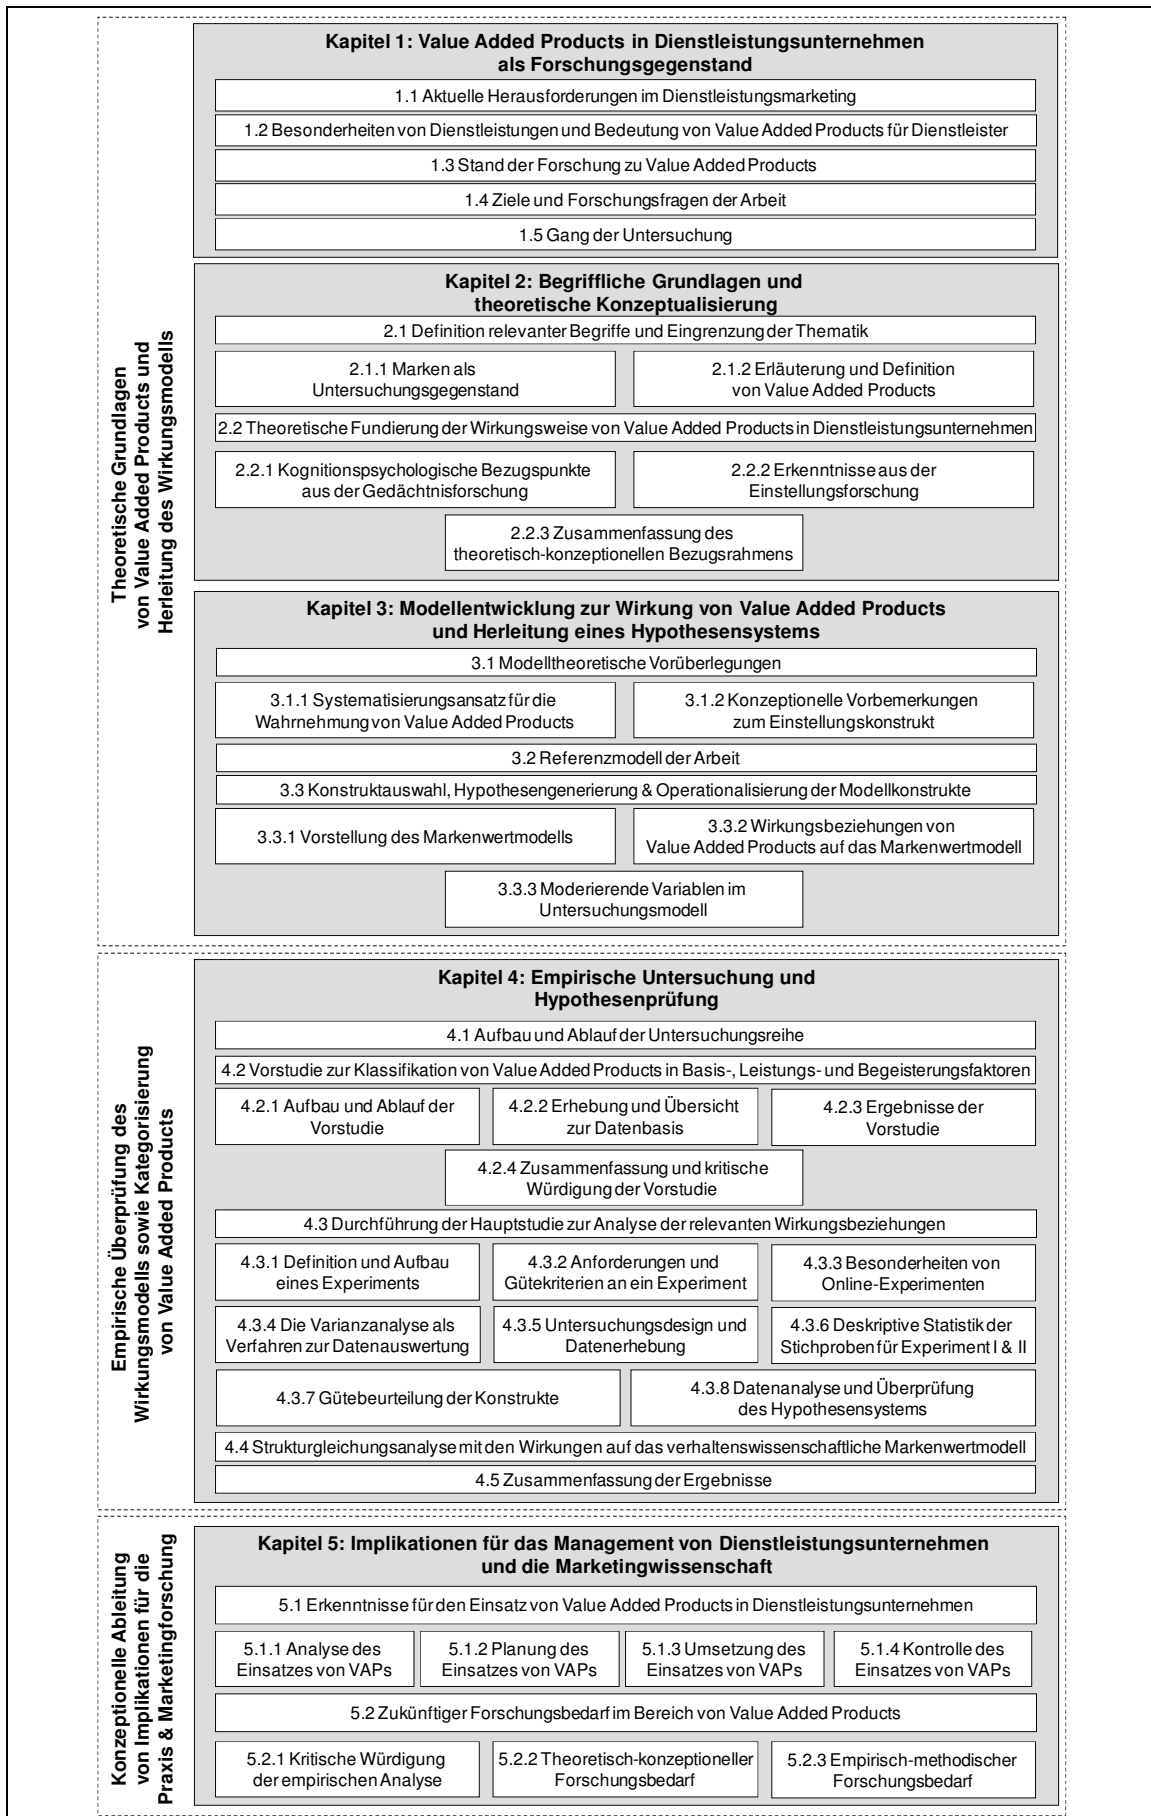 Theoretische Grundlagen
von Value Added Products und
Herleitung des Wirkungsmodells
Kapitel 1: Value Added Products in Dienstleistungsunternehmen
als Forschungsgegenstand
1.1 Aktuelle Herausforderungen im Dienstleistungsmarketing
1.2 Besonderheiten von Dienstleistungen und Bedeutung von Value Added Products für Dienstleister
1.3 Stand der Forschung zu Value Added Products
1.4 Ziele und Forschungsfragen der Arbeit
1.5 Gang der Untersuchung
Kapitel 2: Begriffliche Grundlagen und
theoretische Konzeptualisierung
2.1 Definition relevanter Begriffe und Eingrenzung der Thematik
2.1.1 Marken als
Untersuchungsgegenstand
2.1.2 Erläuterung und Definition
von Value Added Products
2.2 Theoretische Fundierung der Wirkungsweise von Value Added Products in Dienstleistungsunternehmen
2.2.1 Kognitionspsychologische Bezugspunkte
aus der Gedächtnisforschung
2.2.2 Erkenntnisse aus der
Einstellungsforschung
2.2.3 Zusammenfassung des
theoretisch-konzeptionellen Bezugsrahmens
Kapitel 3: Modellentwicklung zur Wirkung von Value Added Products
und Herleitung eines Hypothesensystems
3.1 Modelltheoretische Vorüberlegungen
3.1.1 Systematisierungsansatz für die
Wahrnehmung von Value Added Products
3.1.2 Konzeptionelle Vorbemerkungen
zum Einstellungskonstrukt
3.2 Referenzmodell der Arbeit
3.3 Konstruktauswahl, Hypothesengenerierung & Operationalisierung der Modellkonstrukte
3.3.1 Vorstellung des Markenwertmodells
3.3.2 Wirkungsbeziehungen von
Value Added Products auf das Markenwertmodell
3.3.3 Moderierende Variablen im
Untersuchungsmodell
Empirische Überprüfung des
Wirkungsmodells sowie Kategorisierung
von Value Added Products
Kapitel 4: Empirische Untersuchung und
Hypothesenprüfung
4.1 Aufbau und Ablauf der Untersuchungsreihe
4.2 Vorstudie zur Klassifikation von Value Added Products in Basis-, Leistungs- und Begeisterungsfaktoren
4.2.1 Aufbau und Ablauf der
Vorstudie
4.2.2 Erhebung und Übersicht
zur Datenbasis
4.2.3 Ergebnisse der
Vorstudie
4.2.4 Zusammenfassung und kritische
Würdigung der Vorstudie
4.3 Durchführung der Hauptstudie zur Analyse der relevanten Wirkungsbeziehungen
4.3.1 Definition und Aufbau
eines Experiments
4.3.2 Anforderungen und
Gütekriterien an ein Experiment
4.3.3 Besonderheiten von
Online-Experimenten
4.3.4 Die Varianzanalyse als
Verfahren zur Datenauswertung
4.3.5 Untersuchungsdesign und
Datenerhebung
4.3.6 Deskriptive Statistik der
Stichproben für Experiment I & II
4.3.7 Gütebeurteilung der Konstrukte
4.3.8 Datenanalyse und Überprüfung
des Hypothesensystems
4.4 Strukturgleichungsanalyse mit den Wirkungen auf das verhaltenswissenschaftliche Markenwertmodell
4.5 Zusammenfassung der Ergebnisse
Konzeptionelle Ableitung
von Implikationen für die
Praxis & Marketingforschung
Kapitel 5: Implikationen für das Management von Dienstleistungsunternehmen
und die Marketingwissenschaft
5.1 Erkenntnisse für den Einsatz von Value Added Products in Dienstleistungsunternehmen
5.1.1 Analyse des
Einsatzes von VAPs
5.1.2 Planung des
Einsatzes von VAPs
5.1.3 Umsetzung des
Einsatzes von VAPs
5.1.4 Kontrolle des
Einsatzes von VAPs
5.2 Zukünftiger Forschungsbedarf im Bereich von Value Added Products
5.2.1 Kritische Würdigung
der empirischen Analyse
5.2.2 Theoretisch-konzeptioneller
Forschungsbedarf
5.2.3 Empirisch-methodischer
Forschungsbedarf